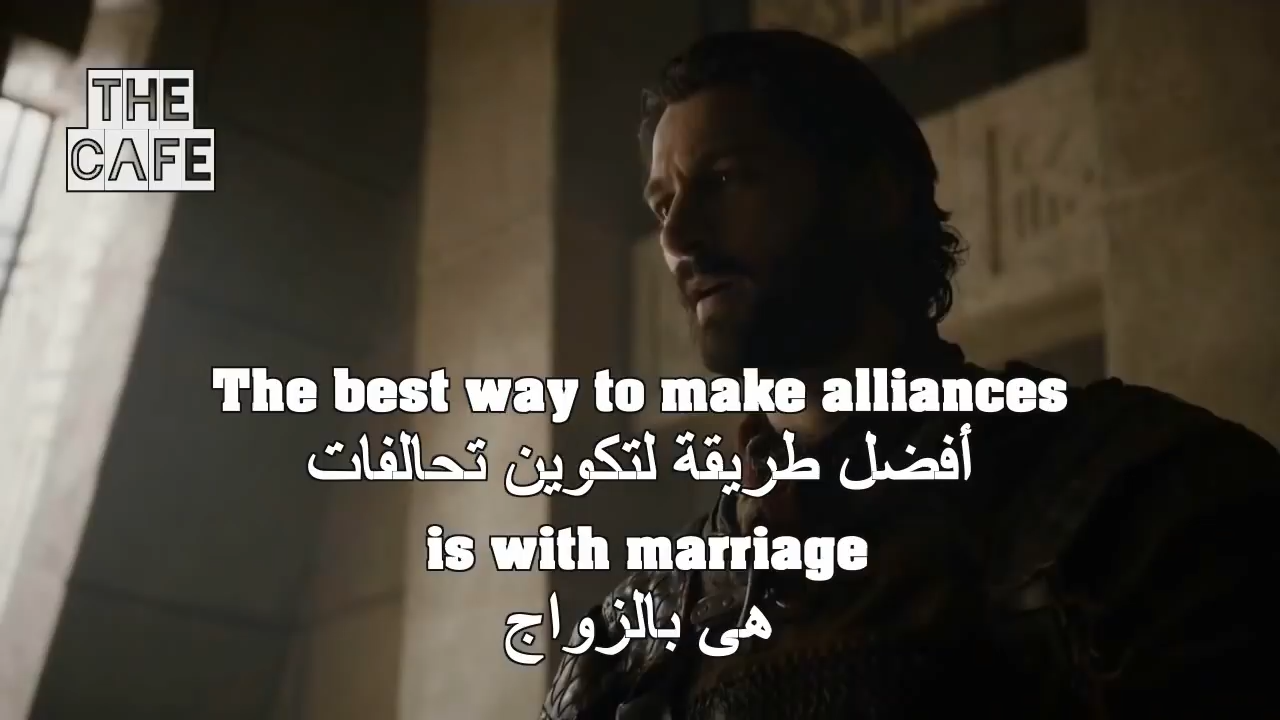 THE
CAFE
The best way to make alliances
أفضل طريقة لتكوين تحالفات
is with marriage
هى بالزواج